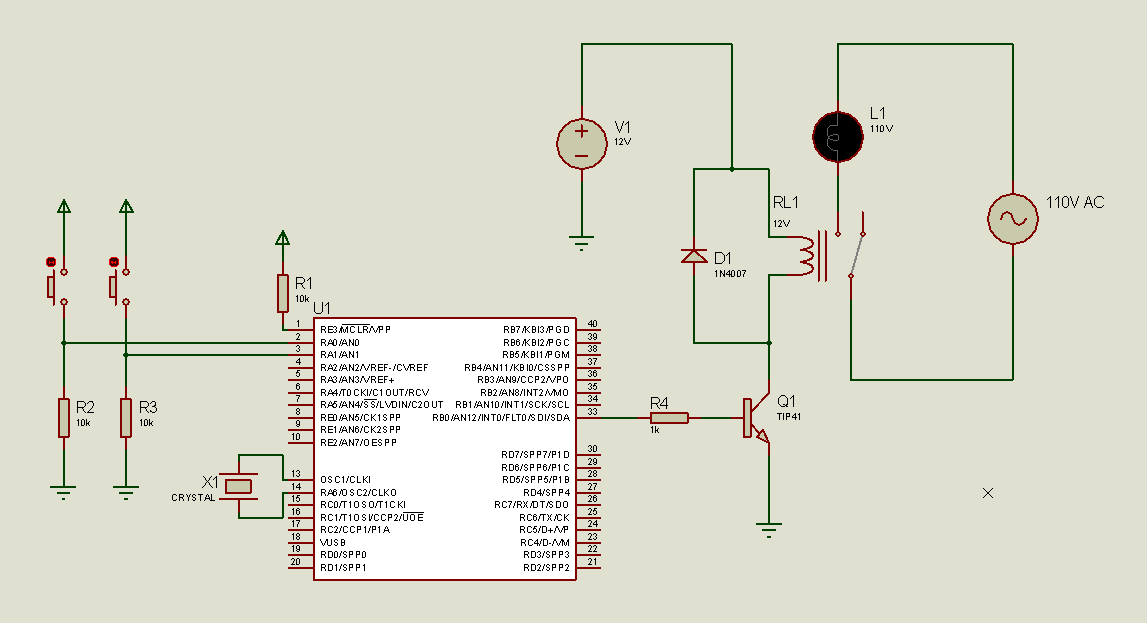 V1
12V
L1
110V
110V AC
RL1
12V
D1
1N4007
R1
10k
U1
R2
10k
R3
10k
X1
CRYSTAL
R4
1k
Q1
TIP41
1 RE3/MCLR/VPP
2 RA0/AN0
3 RA1/AN1
4 RA2/AN2/VREF-/CVREF
5 RA3/AN3/VREF+
6 RA4/T0CKI/C1OUT/RCV
7 RA5/AN4/SS/LVDIN/C2OUT
8 RE0/AN5/CK1SPP
9 RE1/AN6/CK2SPP
10 RE2/AN7/OESPP
13 OSC1/CLKI
14 RA6/OSC2/CLKO
15 RC0/T1OSO/T1CKI
16 RC1/T1OSI/CCP2/UOE
17 RC2/CCP1/P1A
18 VUSB
19 RD0/SPP0
20 RD1/SPP1
RB7/KBI3/PGD 40
RB6/KBI2/PGC 39
RB5/KBI1/PGM 38
RB4/AN11/KBI0/CSSPP 37
RB3/AN9/CCP2/VPO 36
RB2/AN8/INT2/VMO 35
RB1/AN10/INT1/SCK/SCL 34
RB0/AN12/INT0/FLT0/SDI/SDA 33
RD7/SPP7/P1D 30
RD6/SPP6/P1C 29
RD5/SPP5/P1B 28
RD4/SPP4 27
RC7/RX/DT/SDO 26
RC6/TX/CK 25
RC5/D+/VP 24
RC4/D-/VM 23
RD3/SPP3 22
RD2/SPP2 21